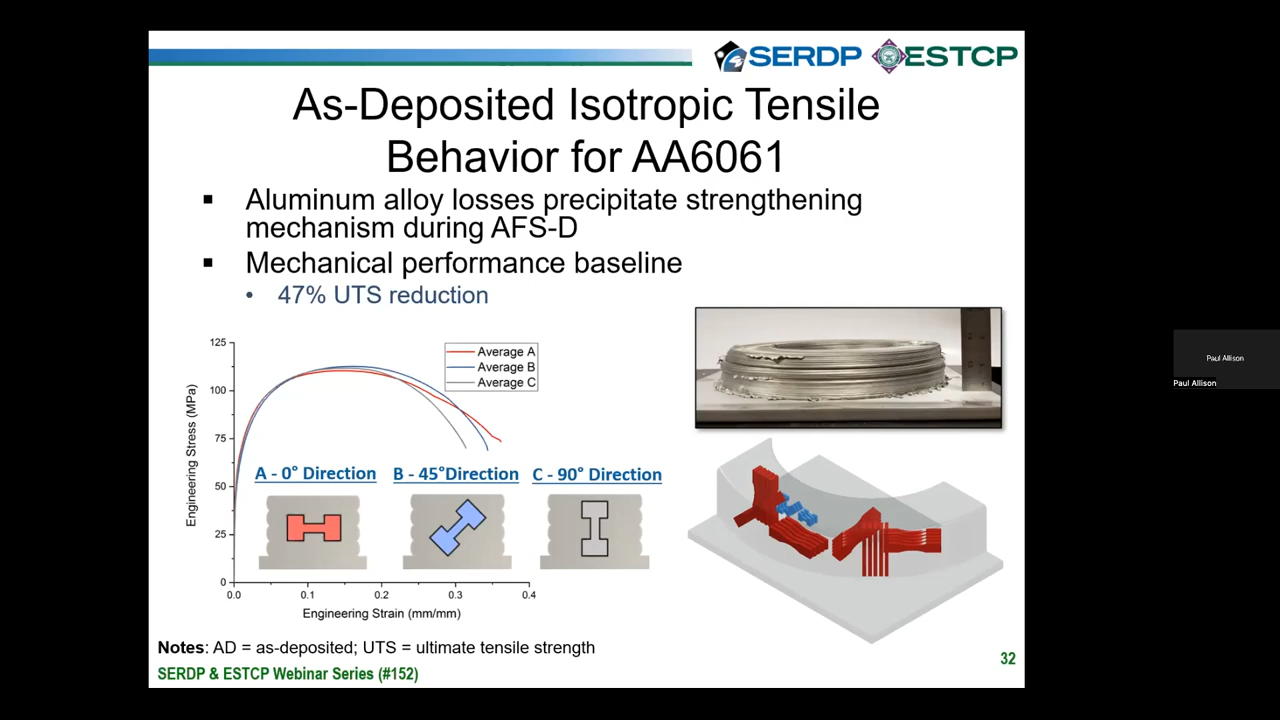 SERDP ESTCP
As-Deposited Isotropic Tensile
Behavior for AA6061
▪ Aluminum alloy losses precipitate strengthening
mechanism during AFS-D
▪ Mechanical performance baseline
• 47% UTS reduction
125
100
75
50
25
0
Engineering Stress (MPa)
Average A
Average B
Average C
A - 0° Direction
B - 45°Direction
C - 90° Direction
0.0 0.1 0.2 0.3 0.4
Engineering Strain (mm/mm)
Paul Allison
Paul Allison
Notes: AD = as-deposited; UTS = ultimate tensile strength
SERDP & ESTCP Webinar Series (#152)
32